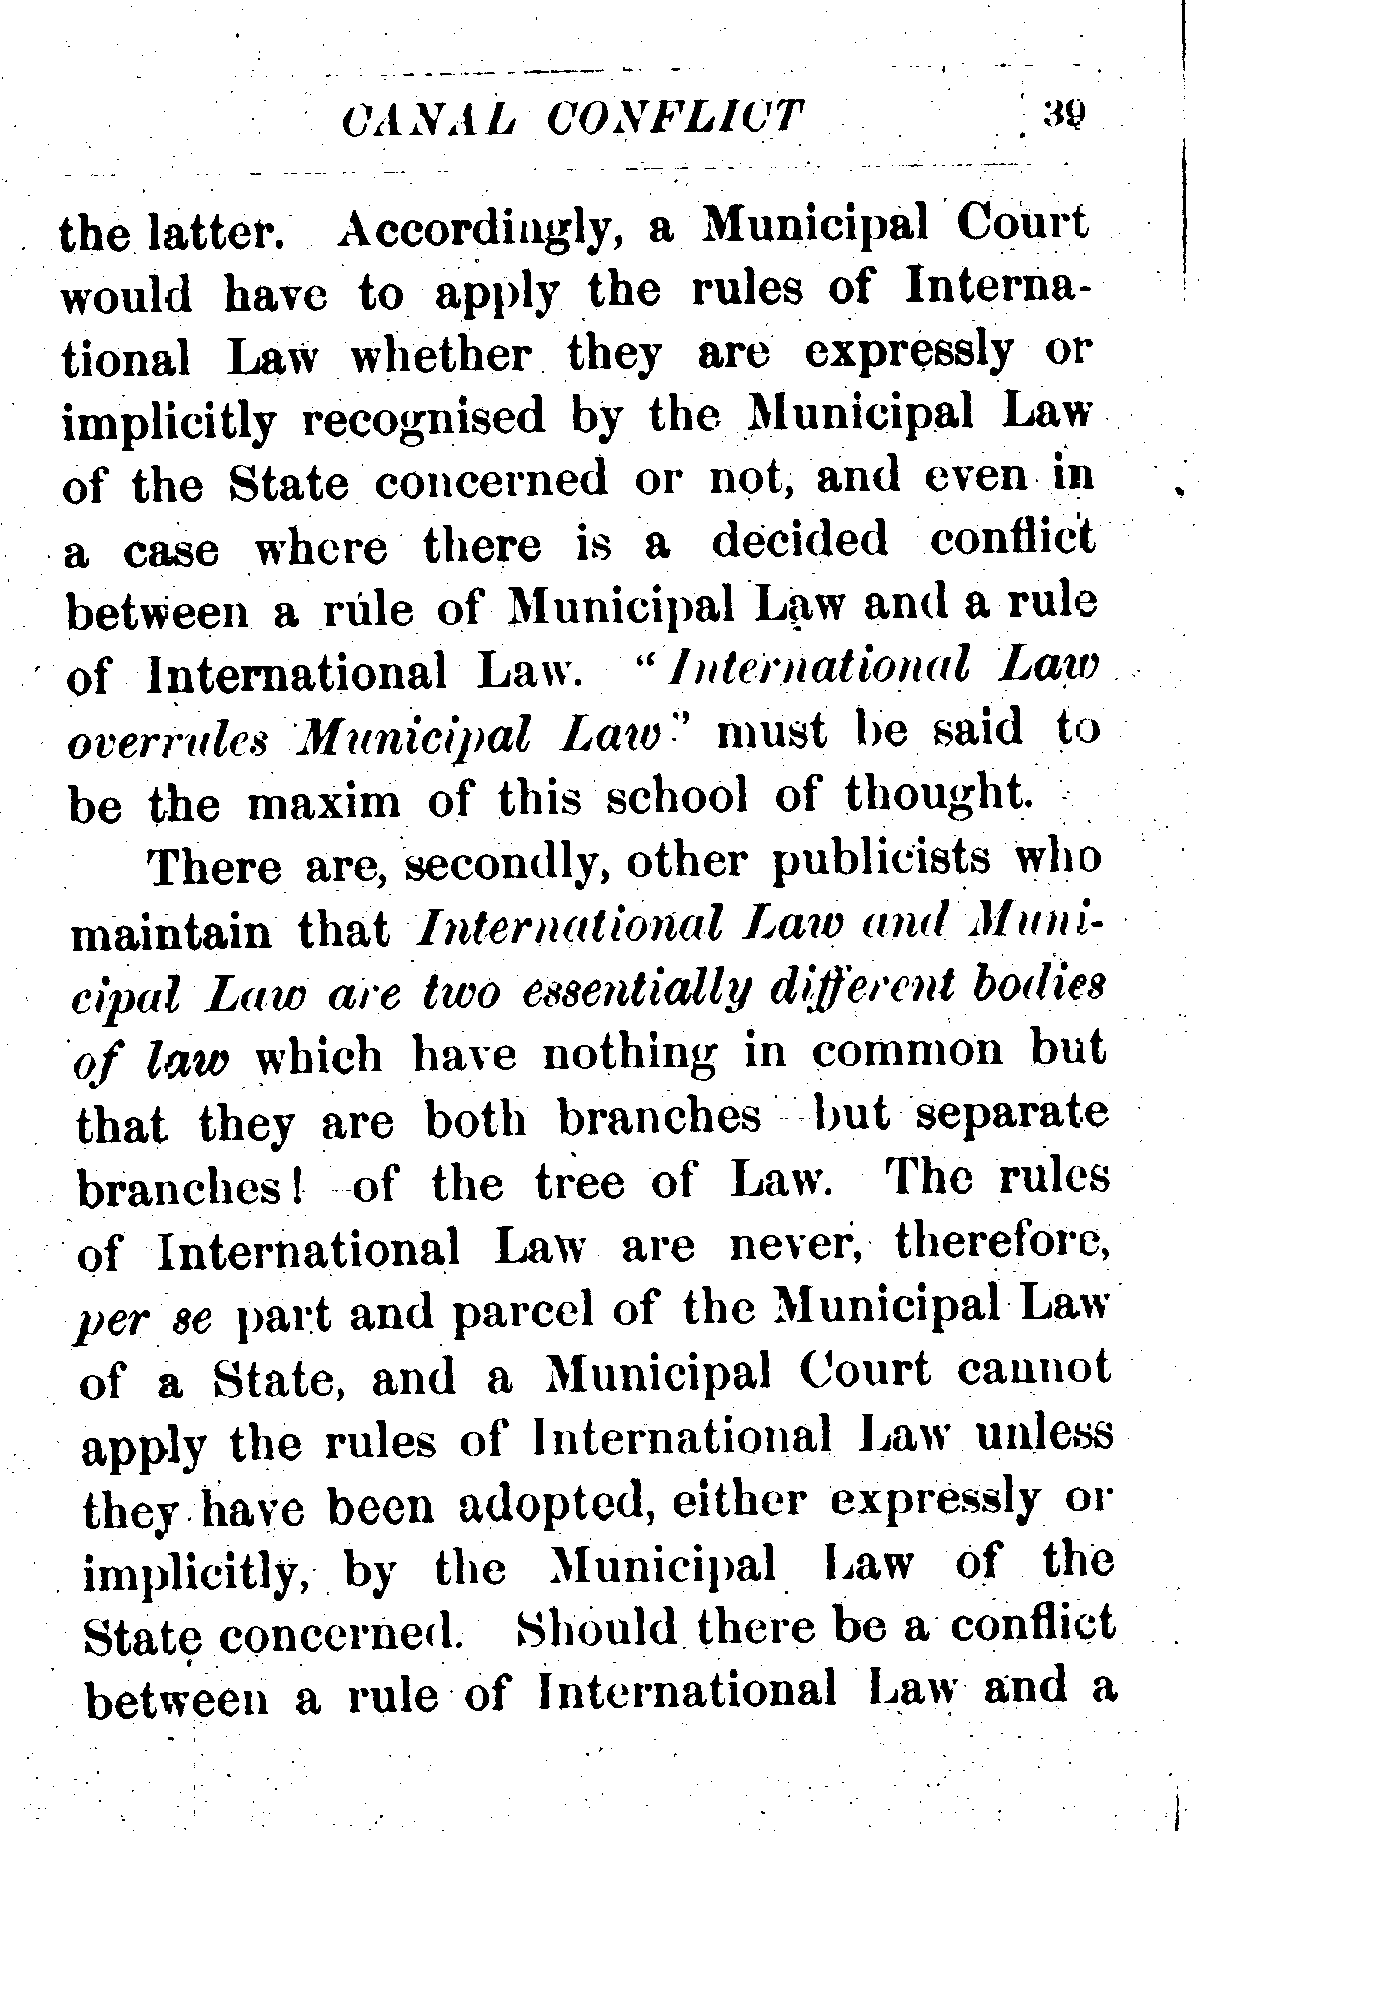 CANAL CONFLICT 39
the latter. Accordingly, a Municipal Court
would have to apply the rules of Interna-
tional Law whether they are expressly or
implicitly recognised by the Municipal Law
of the State concerned or not, and even in
a case where there is a decided conflict
between a rule of Municipal Law and a rule
of International Law. “International Law
overrules Municipal Law” must be said to
be the maxim of this school of thought.
There are, secondly, other publicists who
maintain that International Law and Muni-
cipal Law are two essentially different bodies
of law which have nothing in common but
that they are both branches—but separate
branches!—of the tree of Law. The rules
of International Law are never, therefore,
per se part and parcel of the Municipal Law
of a State, and a Municipal Court cannot
apply the rules of International Law unless
they have been adopted, either expressly or
implicitly, by the Municipal Law of the
State concerned. Should there be a conflict
between a rule of International Law and a